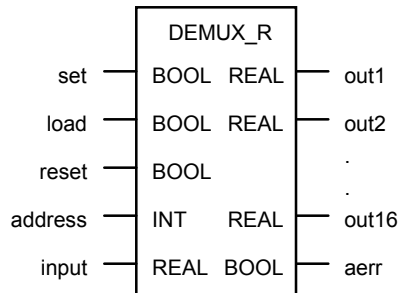 DEMUX_R
set BOOL REAL out1
load BOOL REAL out2
reset BOOL .
.
address INT REAL out16
input REAL BOOL aerr